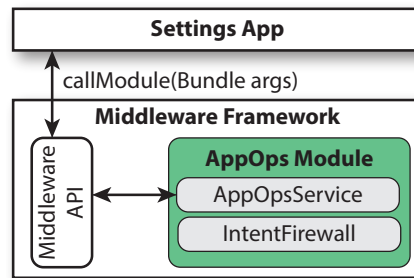 Settings App
callModule(Bundle args)
Middleware Framework
Middleware
API
AppOps Module
AppOpsService
IntentFirewall